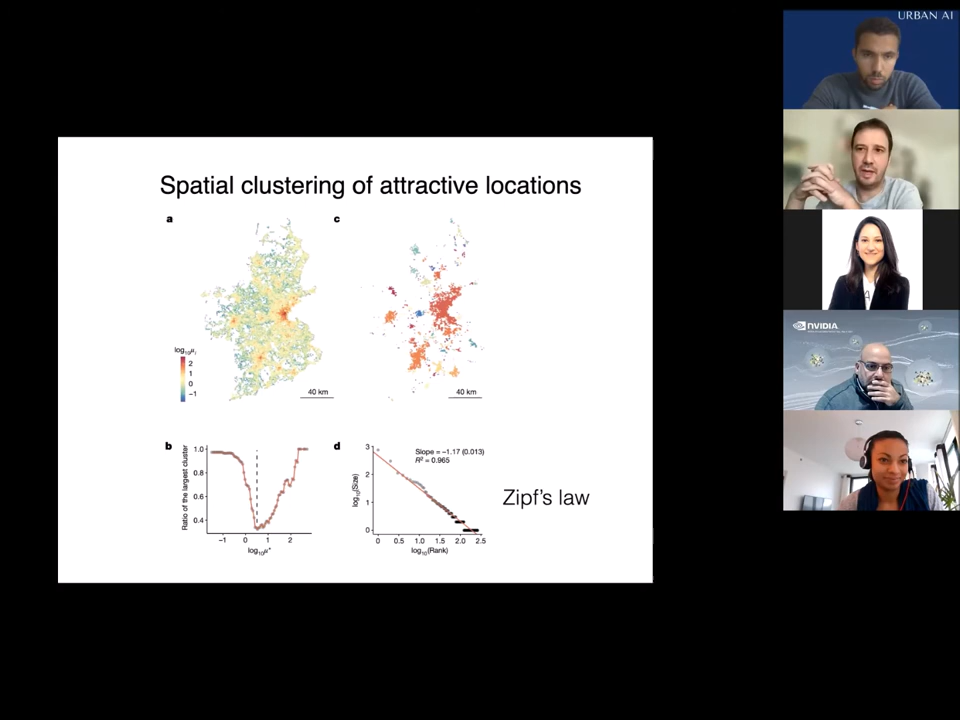 URBAN AI
Spatial clustering of attractive locations
a
c
log₁₀μᵢ
2
1
0
−1
40 km
40 km
NVIDIA
b
Ratio of the largest cluster
1.0
0.8
0.6
0.4
−1 0 1 2
log₁₀μ*
d
log₁₀(Size)
3
2
1
0
Slope = −1.17 (0.013)
R² = 0.965
0 0.5 1.0 1.5 2.0 2.5
log₁₀(Rank)
Zipf's law